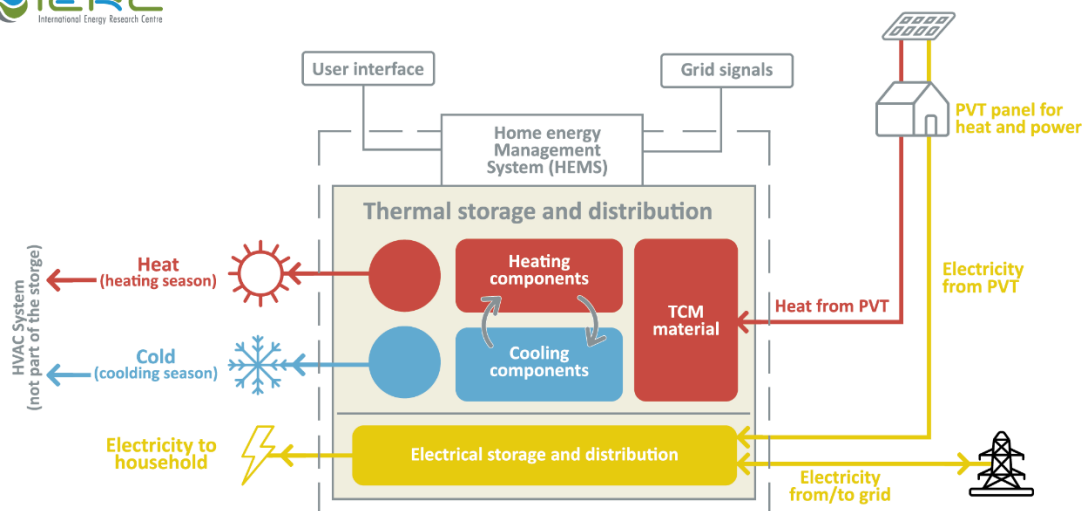 International Energy Research Centre
User interface
Grid signals
Home energy
Management
System (HEMS)
PVT panel for
heat and power
Thermal storage and distribution
HVAC System
(not part of the storge)
Heat
(heating season)
Heating
components
TCM
material
Heat from PVT
Electricity
from PVT
Cold
(coolding season)
Cooling
components
Electricity to
household
Electrical storage and distribution
Electricity
from/to grid